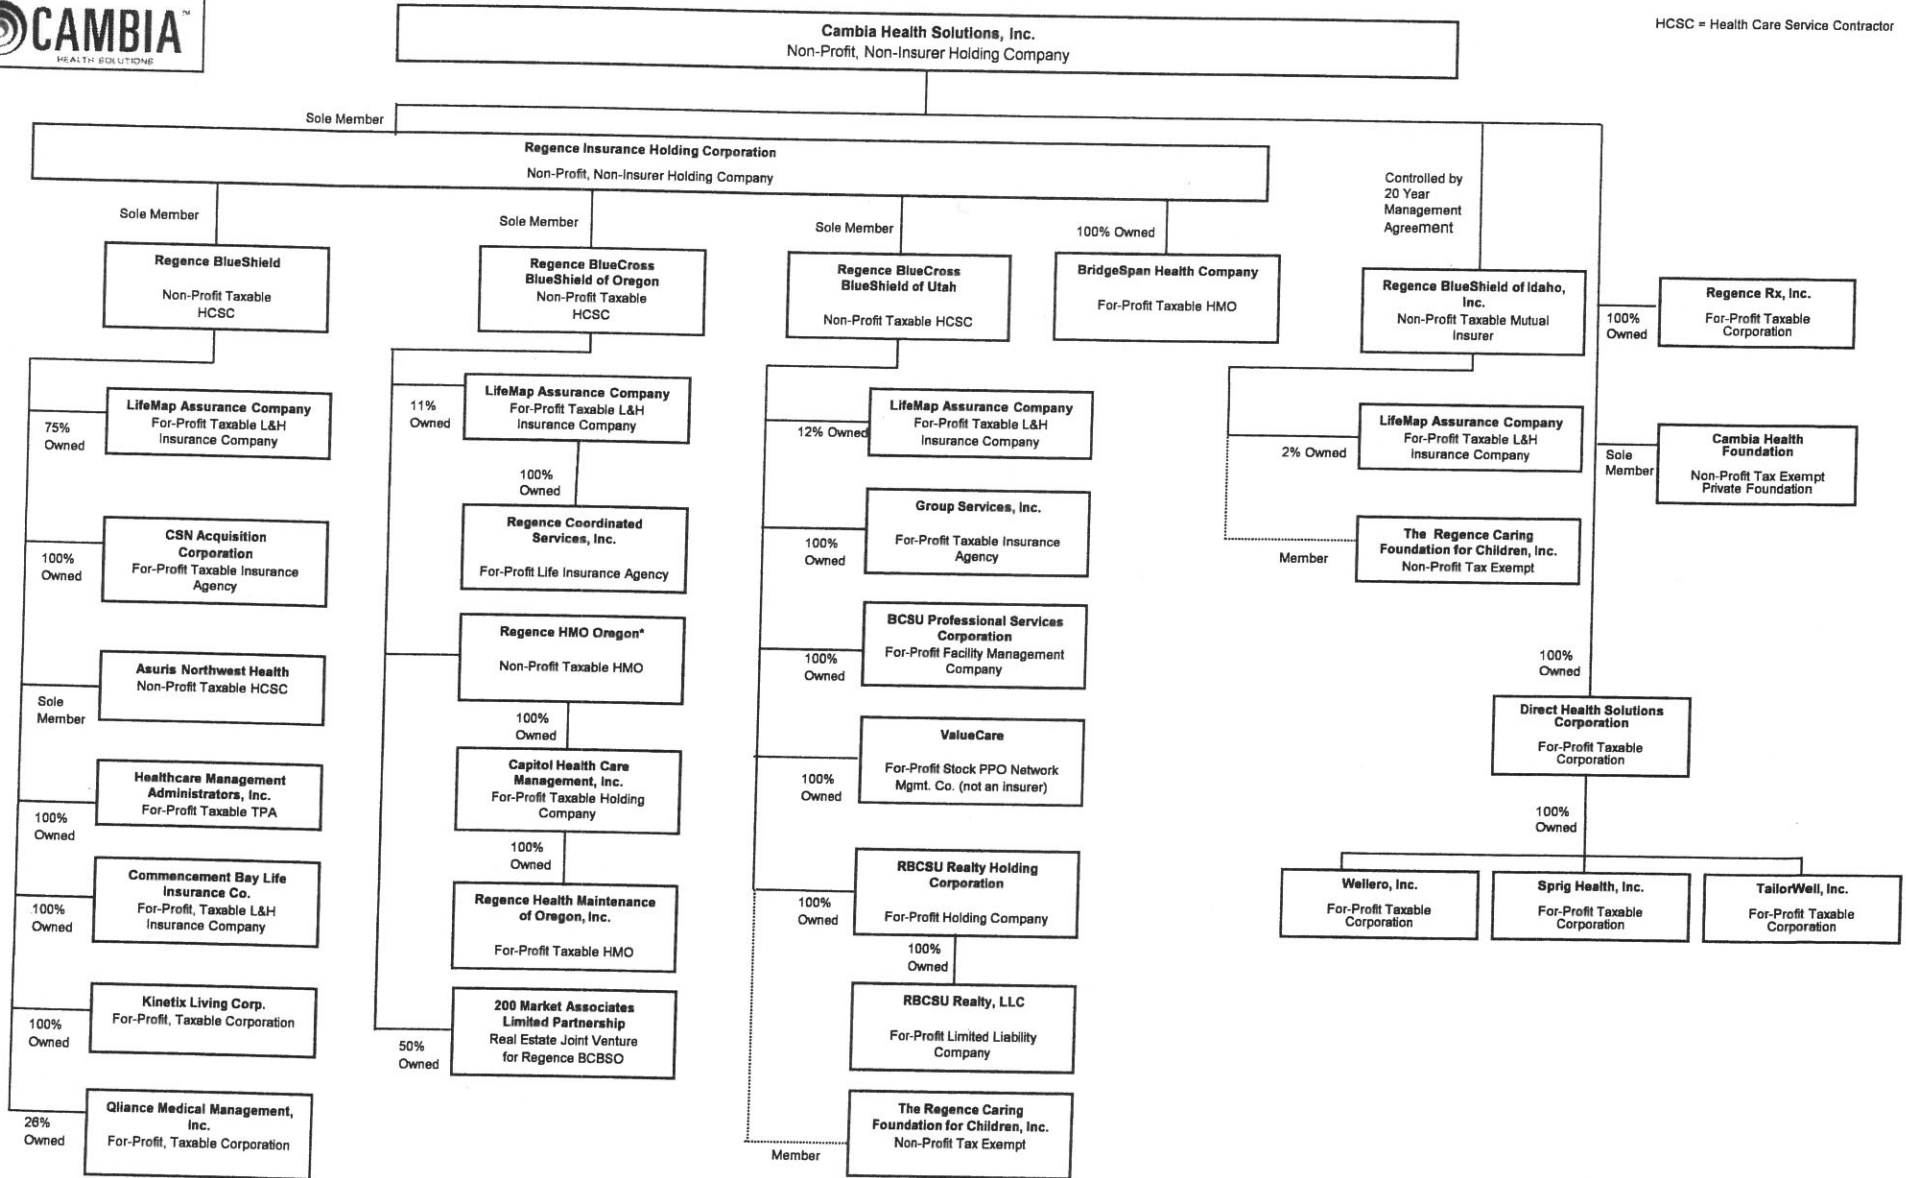 CAMBIA™
HEALTH SOLUTIONS
Cambia Health Solutions, Inc.
Non-Profit, Non-Insurer Holding Company
HCSC = Health Care Service Contractor
Sole Member
Regence Insurance Holding Corporation
Non-Profit, Non-Insurer Holding Company
Controlled by
20 Year
Management
Agreement
Sole Member
Sole Member
Sole Member
100% Owned
Regence BlueShield
Non-Profit Taxable
HCSC
Regence BlueCross
BlueShield of Oregon
Non-Profit Taxable
HCSC
Regence BlueCross
BlueShield of Utah
Non-Profit Taxable HCSC
BridgeSpan Health Company
For-Profit Taxable HMO
Regence BlueShield of Idaho,
Inc.
Non-Profit Taxable Mutual
Insurer
100%
Owned
Regence Rx, Inc.
For-Profit Taxable
Corporation
75%
Owned
LifeMap Assurance Company
For-Profit Taxable L&H
Insurance Company
100%
Owned
CSN Acquisition
Corporation
For-Profit Taxable Insurance
Agency
Sole
Member
Asuris Northwest Health
Non-Profit Taxable HCSC
100%
Owned
Healthcare Management
Administrators, Inc.
For-Profit Taxable TPA
100%
Owned
Commencement Bay Life
Insurance Co.
For-Profit, Taxable L&H
Insurance Company
100%
Owned
Kinetix Living Corp.
For-Profit, Taxable Corporation
26%
Owned
Qliance Medical Management,
Inc.
For-Profit, Taxable Corporation
11%
Owned
LifeMap Assurance Company
For-Profit Taxable L&H
Insurance Company
100%
Owned
Regence Coordinated
Services, Inc.
For-Profit Life Insurance Agency
Regence HMO Oregon*
Non-Profit Taxable HMO
100%
Owned
Capitol Health Care
Management, Inc.
For-Profit Taxable Holding
Company
100%
Owned
Regence Health Maintenance
of Oregon, Inc.
For-Profit Taxable HMO
50%
Owned
200 Market Associates
Limited Partnership
Real Estate Joint Venture
for Regence BCBSO
12% Owned
LifeMap Assurance Company
For-Profit Taxable L&H
Insurance Company
100%
Owned
Group Services, Inc.
For-Profit Taxable Insurance
Agency
100%
Owned
BCSU Professional Services
Corporation
For-Profit Facility Management
Company
100%
Owned
ValueCare
For-Profit Stock PPO Network
Mgmt. Co. (not an insurer)
100%
Owned
RBCSU Realty Holding
Corporation
For-Profit Holding Company
100%
Owned
RBCSU Realty, LLC
For-Profit Limited Liability
Company
Member
The Regence Caring
Foundation for Children, Inc.
Non-Profit Tax Exempt
2% Owned
LifeMap Assurance Company
For-Profit Taxable L&H
Insurance Company
Member
The Regence Caring
Foundation for Children, Inc.
Non-Profit Tax Exempt
Sole
Member
Cambia Health
Foundation
Non-Profit Tax Exempt
Private Foundation
100%
Owned
Direct Health Solutions
Corporation
For-Profit Taxable
Corporation
100%
Owned
Wellero, Inc.
For-Profit Taxable
Corporation
Sprig Health, Inc.
For-Profit Taxable
Corporation
TailorWell, Inc.
For-Profit Taxable
Corporation